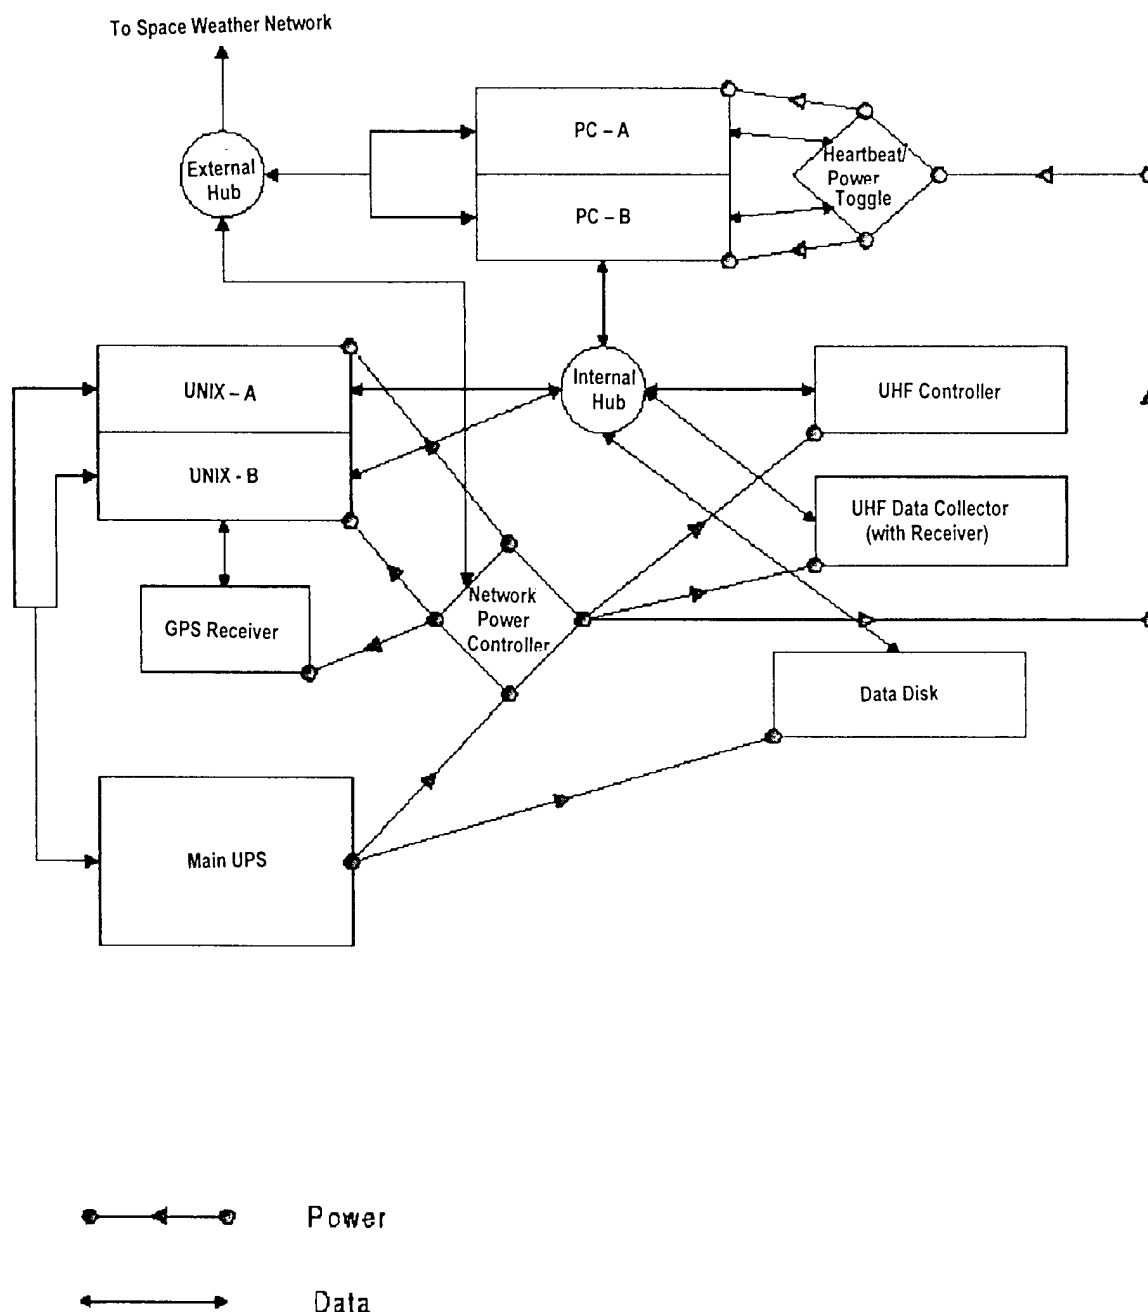 To Space Weather Network
PC – A
Heartbeat/
Power
Toggle
External
Hub
PC – B
Internal
Hub
UNIX – A
UHF Controller
UNIX - B
UHF Data Collector
(with Receiver)
Network
Power
Controller
GPS Receiver
Data Disk
Main UPS
Power
Data